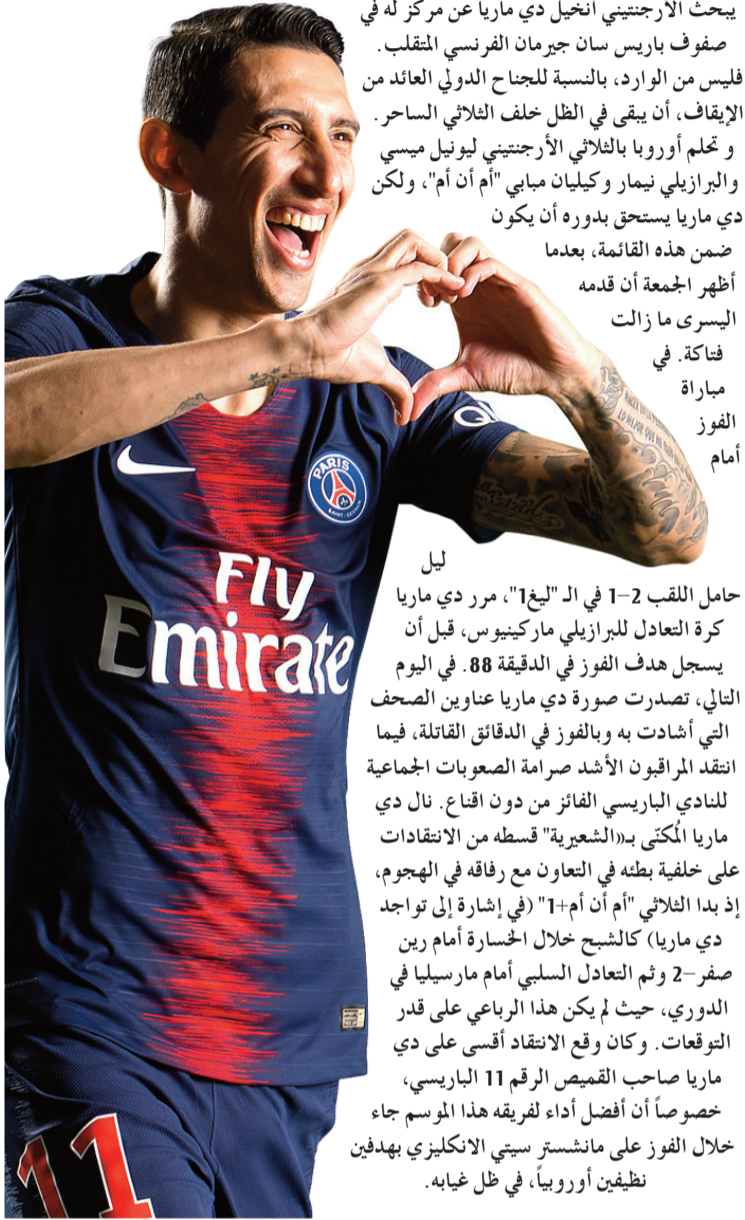 يبحث الأرجنتيني أنخيل دي ماريا عن مركز له في
صفوف باريس سان جيرمان الفرنسي المتقلب.
فليس من الوارد، بالنسبة للجناح الدولي العائد من
الإيقاف، أن يبقى في الظل خلف الثلاثي الساحر.
و تحلم أوروبا بالثلاثي الأرجنتيني ليونيل ميسي
والبرازيلي نيمار وكيليان مبابي "أم أن أم"، ولكن
دي ماريا يستحق بدوره أن يكون
ضمن هذه القائمة، بعدما
أظهر الجمعة أن قدمه
اليسرى ما زالت
فتاكة. في
مباراة
الفوز
أمام
ليل
حامل اللقب 2–1 في الـ "ليغ1"، مرر دي ماريا
كرة التعادل للبرازيلي ماركينيوس، قبل أن
يسجل هدف الفوز في الدقيقة 88. في اليوم
التالي، تصدرت صورة دي ماريا عناوين الصحف
التي أشادت به وبالفوز في الدقائق القاتلة، فيما
انتقد المراقبون الأشد صرامة الصعوبات الجماعية
للنادي الباريسي الفائز من دون اقناع. نال دي
ماريا المُكنّى بـ«الشعيرية" قسطه من الانتقادات
على خلفية بطئه في التعاون مع رفاقه في الهجوم،
إذ بدا الثلاثي "أم أن أم+1" (في إشارة إلى تواجد
دي ماريا) كالشبح خلال الخسارة أمام رين
صفر–2 وثم التعادل السلبي أمام مارسيليا في
الدوري، حيث لم يكن هذا الرباعي على قدر
التوقعات. وكان وقع الانتقاد أقسى على دي
ماريا صاحب القميص الرقم 11 الباريسي،
خصوصاً أن أفضل أداء لفريقه هذا الموسم جاء
خلال الفوز على مانشستر سيتي الانكليزي بهدفين
نظيفين أوروبياً، في ظل غيابه.
PARIS
SAINT-GERMAIN
FLY
Emirate
11